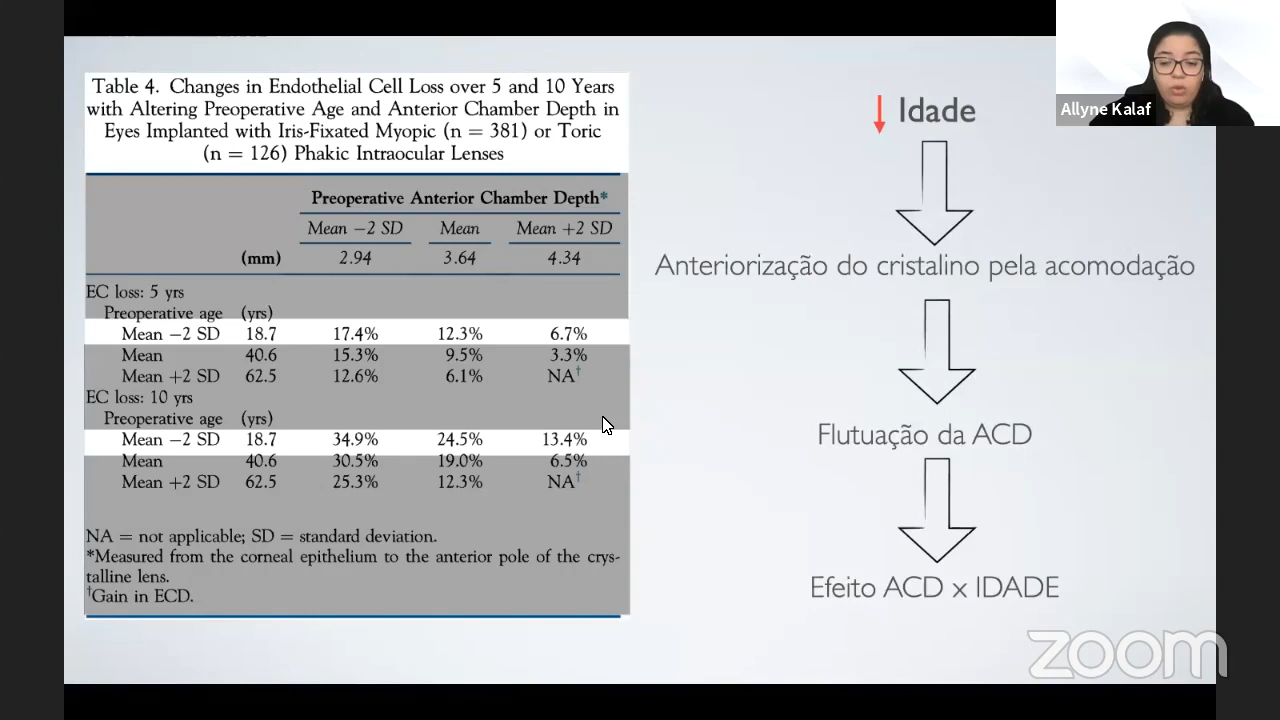 Table 4. Changes in Endothelial Cell Loss over 5 and 10 Years
with Altering Preoperative Age and Anterior Chamber Depth in
Eyes Implanted with Iris-Fixated Myopic (n = 381) or Toric
(n = 126) Phakic Intraocular Lenses
Preoperative Anterior Chamber Depth*
Mean −2 SD Mean Mean +2 SD
(mm) 2.94 3.64 4.34
EC loss: 5 yrs
Preoperative age (yrs)
Mean −2 SD 18.7 17.4% 12.3% 6.7%
Mean 40.6 15.3% 9.5% 3.3%
Mean +2 SD 62.5 12.6% 6.1% NA†
EC loss: 10 yrs
Preoperative age (yrs)
Mean −2 SD 18.7 34.9% 24.5% 13.4%
Mean 40.6 30.5% 19.0% 6.5%
Mean +2 SD 62.5 25.3% 12.3% NA†
NA = not applicable; SD = standard deviation.
*Measured from the corneal epithelium to the anterior pole of the crys-
talline lens.
†Gain in ECD.
Idade
Anteriorização do cristalino pela acomodação
Flutuação da ACD
Efeito ACD x IDADE
Allyne Kalaf
zoom